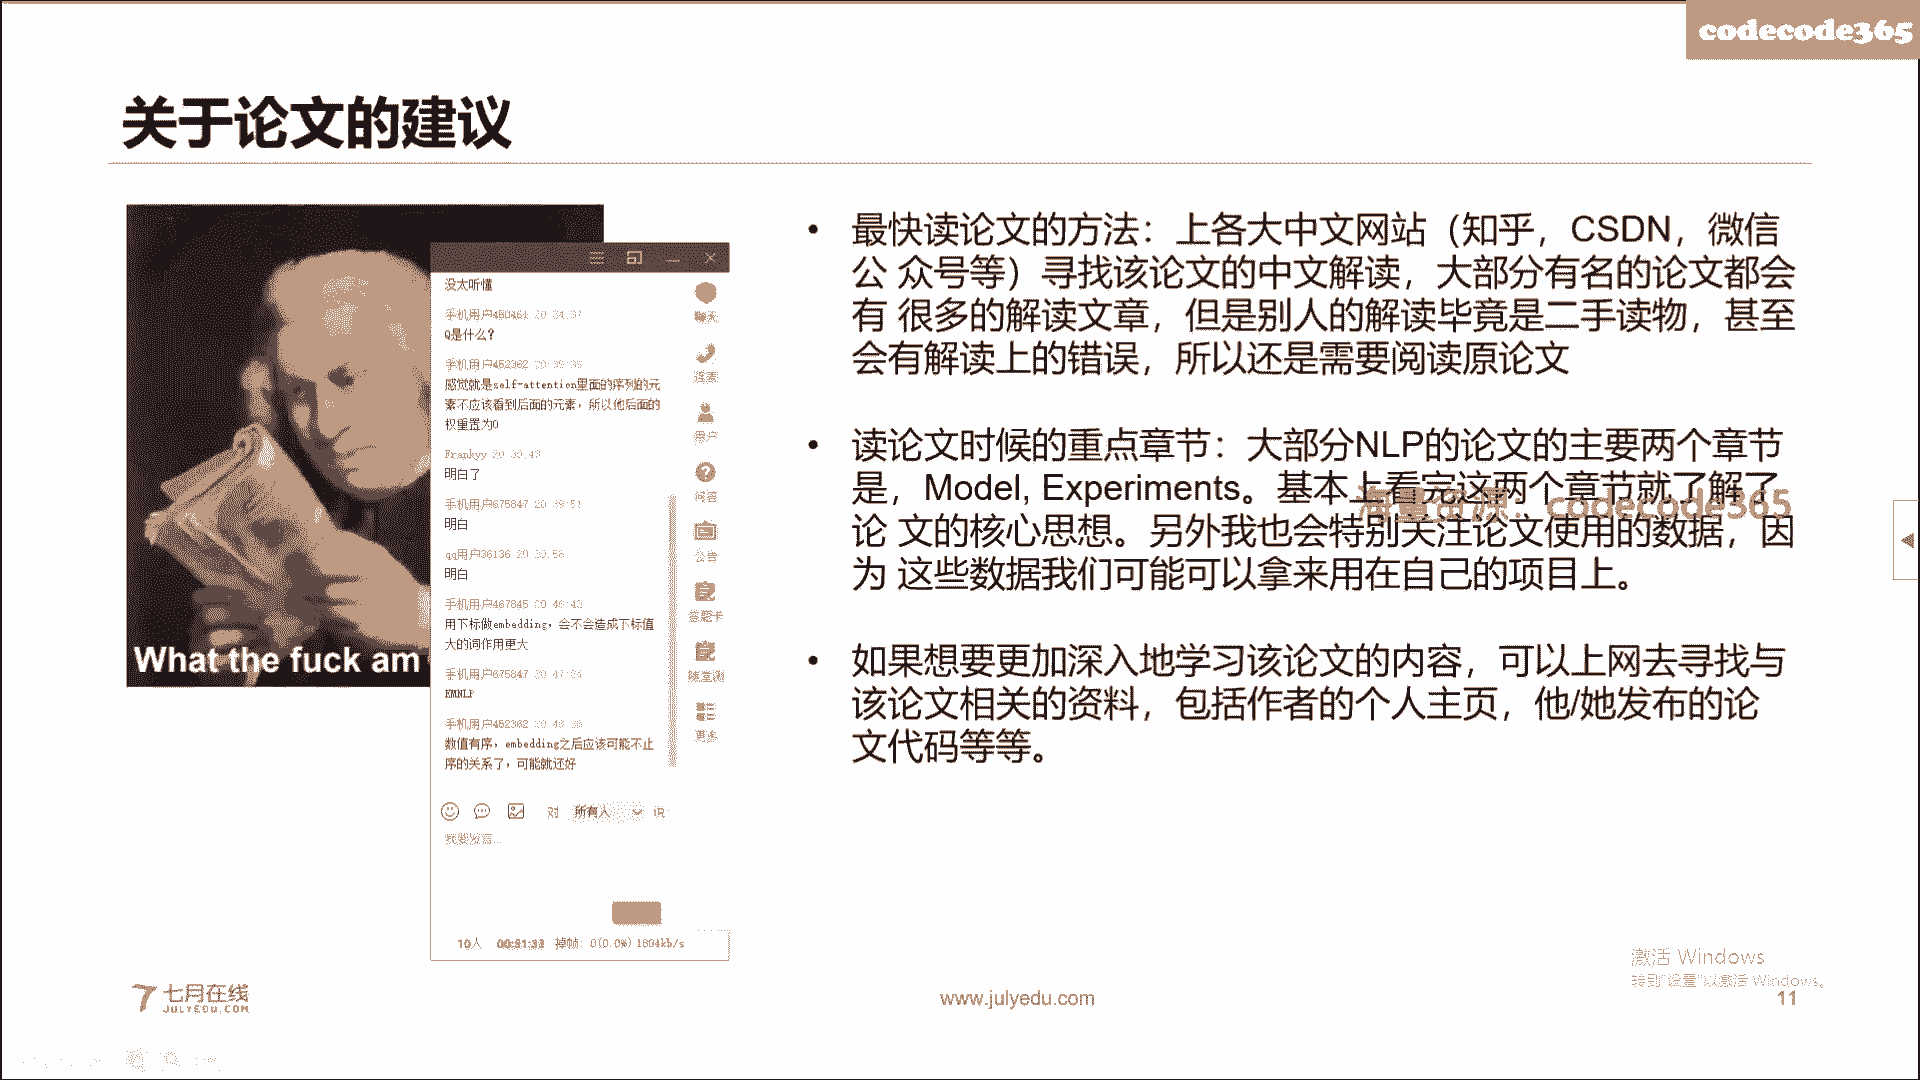 codecode365
关于论文的建议
What the fuck am
没太听懂
手机用户480461 20:34:37
Q是什么？
手机用户452362 20:39:39
感觉就是self-attention里面的序列的元
素不应该看到后面的元素，所以他后面的
权重置为0
Frankyy 20:39:49
明白了
手机用户675847 20:39:51
明白
qq用户36136 20:39:56
明白
手机用户467845 20:46:43
用下标做embedding，会不会造成下标值
大的词作用更大
手机用户675847 20:47:04
EMNLP
手机用户452362
数值有序，embedding之后应该可能不止
序的关系了，可能就还好
聊天
连麦
用户
问答
公告
答题卡
随堂测
更多
对 所有人 说
我要发言...
10人 00:51:33 掉帧: 0(0.0%) 1604kb/s
• 最快读论文的方法：上各大中文网站（知乎，CSDN，微信
公 众号等）寻找该论文的中文解读，大部分有名的论文都会
有 很多的解读文章，但是别人的解读毕竟是二手读物，甚至
会有解读上的错误，所以还是需要阅读原论文
• 读论文时候的重点章节：大部分NLP的论文的主要两个章节
是，Model, Experiments。基本上看完这两个章节就了解了
海量资源：codecode365
论 文的核心思想。另外我也会特别关注论文使用的数据，因
为 这些数据我们可能可以拿来用在自己的项目上。
• 如果想要更加深入地学习该论文的内容，可以上网去寻找与
该论文相关的资料，包括作者的个人主页，他/她发布的论
文代码等等。
激活 Windows
转到"设置"以激活 Windows。
七月在线
JULYEDU.COM
www.julyedu.com
11